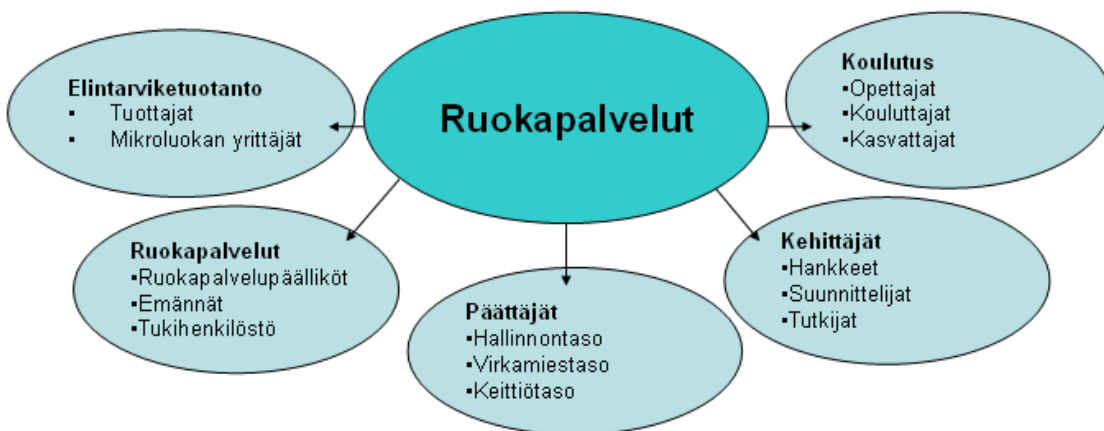 Ruokapalvelut
Elintarviketuotanto
▪ Tuottajat
▪ Mikroluokan yrittäjät
Koulutus
▪Opettajat
▪Kouluttajat
▪Kasvattajat
Ruokapalvelut
▪Ruokapalvelupäälliköt
▪Emännät
▪Tukihenkilöstö
Päättäjät
▪Hallinnontaso
▪Virkamiestaso
▪Keittiötaso
Kehittäjät
▪Hankkeet
▪Suunnittelijat
▪Tutkijat